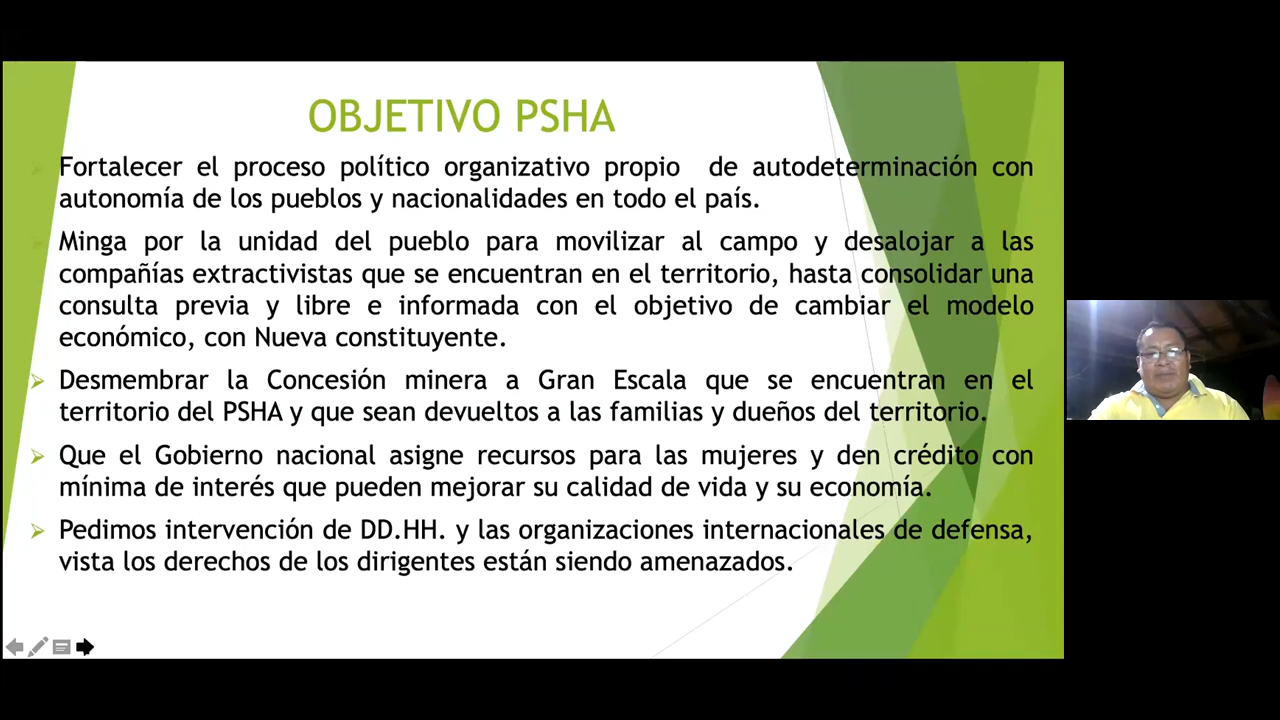 OBJETIVO PSHA
Fortalecer el proceso político organizativo propio de autodeterminación con
autonomía de los pueblos y nacionalidades en todo el país.
Minga por la unidad del pueblo para movilizar al campo y desalojar a las
compañías extractivistas que se encuentran en el territorio, hasta consolidar una
consulta previa y libre e informada con el objetivo de cambiar el modelo
económico, con Nueva constituyente.
Desmembrar la Concesión minera a Gran Escala que se encuentran en el
territorio del PSHA y que sean devueltos a las familias y dueños del territorio.
Que el Gobierno nacional asigne recursos para las mujeres y den crédito con
mínima de interés que pueden mejorar su calidad de vida y su economía.
Pedimos intervención de DD.HH. y las organizaciones internacionales de defensa,
vista los derechos de los dirigentes están siendo amenazados.